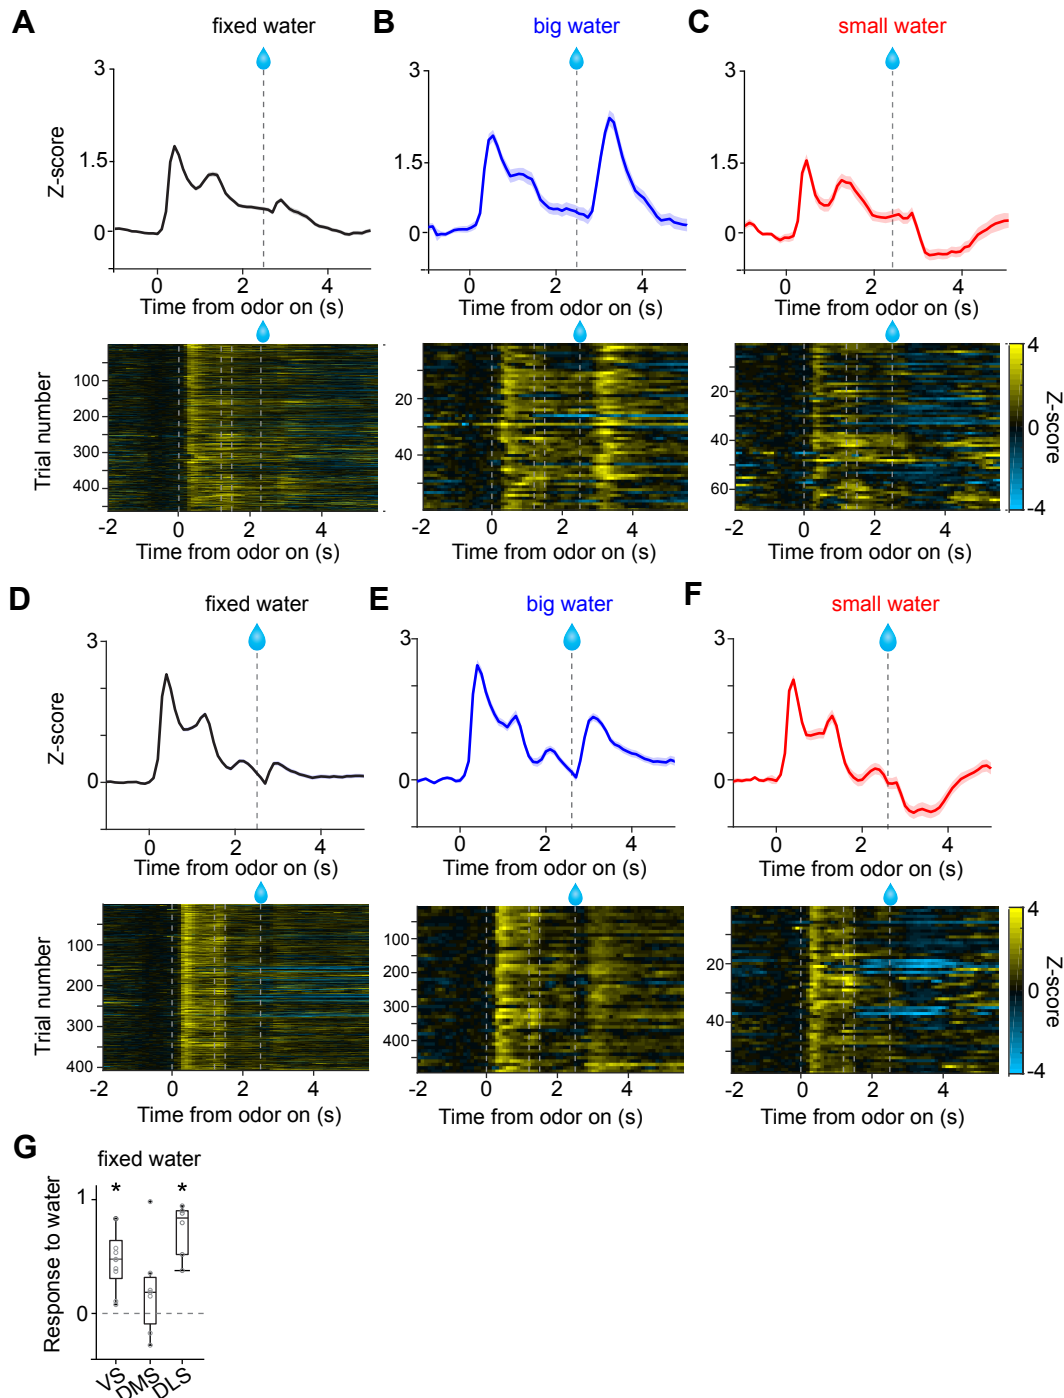 A
fixed water
B
big water
C
small water
3
1.5
0
Z-score
0 2 4
Time from odor on (s)
3
1.5
0
0 2 4
Time from odor on (s)
3
1.5
0
0 2 4
Time from odor on (s)
Trial number
100
200
300
400
-2 0 2 4
Time from odor on (s)
20
40
-2 0 2 4
Time from odor on (s)
20
40
60
-2 0 2 4
Time from odor on (s)
4
0
-4
Z-score
D
fixed water
E
big water
F
small water
3
0
Z-score
0 2 4
Time from odor on (s)
3
0
0 2 4
Time from odor on (s)
3
0
0 2 4
Time from odor on (s)
Trial number
100
200
300
400
-2 0 2 4
Time from odor on (s)
100
200
300
400
-2 0 2 4
Time from odor on (s)
20
40
-2 0 2 4
Time from odor on (s)
4
0
-4
Z-score
G
fixed water
* *
Response to water
1
0
VS
DMS
DLS